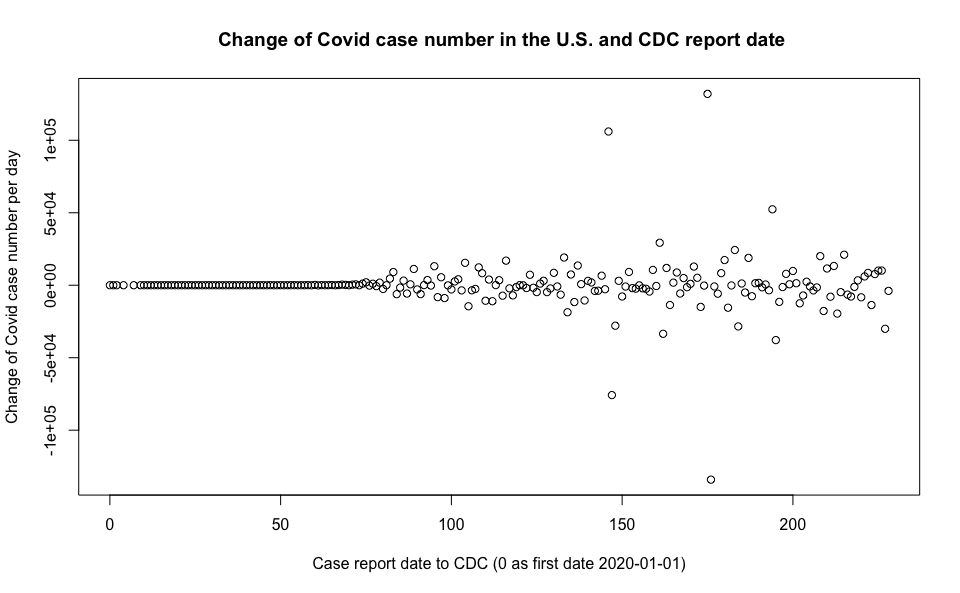 Change of Covid case number in the U.S. and CDC report date
Change of Covid case number per day
1e+05
5e+04
0e+00
-5e+04
-1e+05
0 50 100 150 200
Case report date to CDC (0 as first date 2020-01-01)